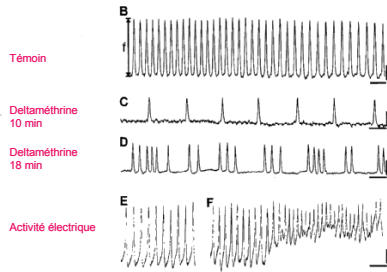 B
f
Témoin
C
Deltaméthrine
10 min
D
Deltaméthrine
18 min
E
F
Activité électrique